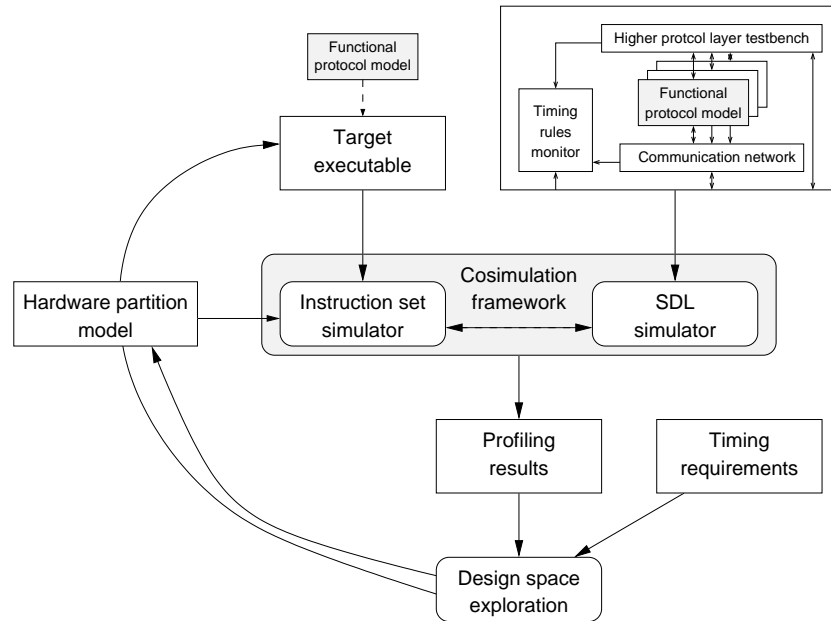 Functional
protocol model
Higher protcol layer testbench
Functional
protocol model
Timing
rules
monitor
Communication network
Target
executable
Cosimulation
framework
Hardware partition
model
Instruction set
simulator
SDL
simulator
Profiling
results
Timing
requirements
Design space
exploration